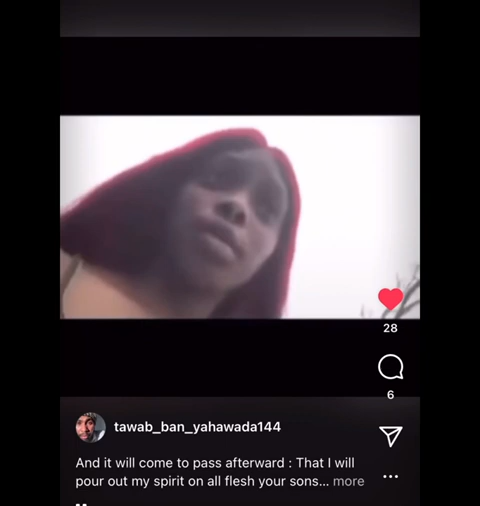 28
6
tawab_ban_yahawada144
And it will come to pass afterward : That I will
pour out my spirit on all flesh your sons... more